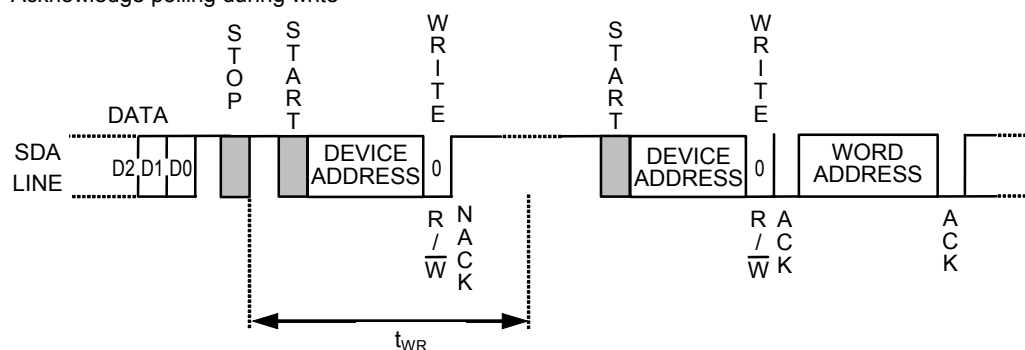 Acknowledge polling during write
STOP
START
WRITE
START
WRITE
DATA
SDA
LINE
D2 D1 D0
DEVICE
ADDRESS
0
DEVICE
ADDRESS
0
WORD
ADDRESS
R/W
NACK
R/W
ACK
ACK
tWR